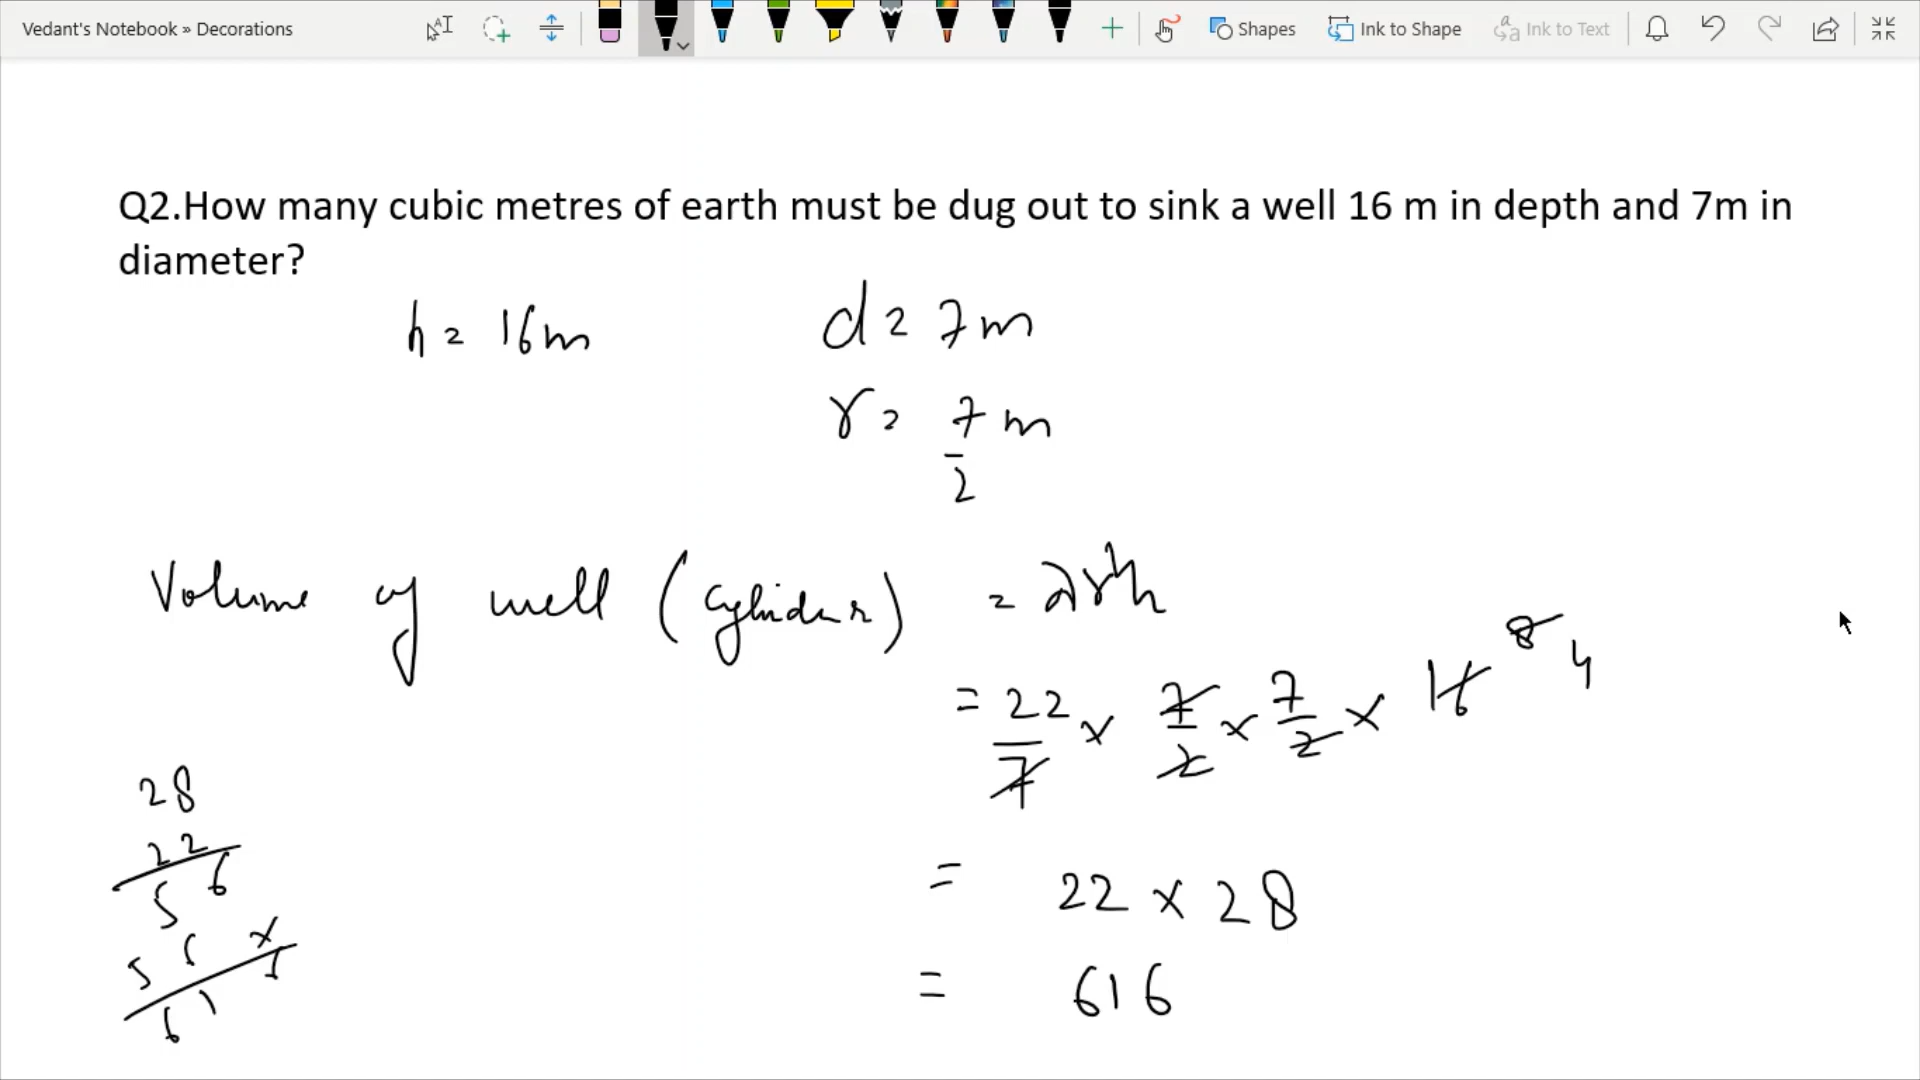 Vedant's Notebook » Decorations
Shapes
Ink to Shape
Ink to Text
Q2.How many cubic metres of earth must be dug out to sink a well 16 m in depth and 7m in
diameter?
h = 16m
d = 7m
r = 7/2 m
Volume of well (cylinder) = πr²h
= 22/7 x 7/2 x 7/2 x 16 8 4
= 22 x 28
= 616
28
22
56
56 x
61